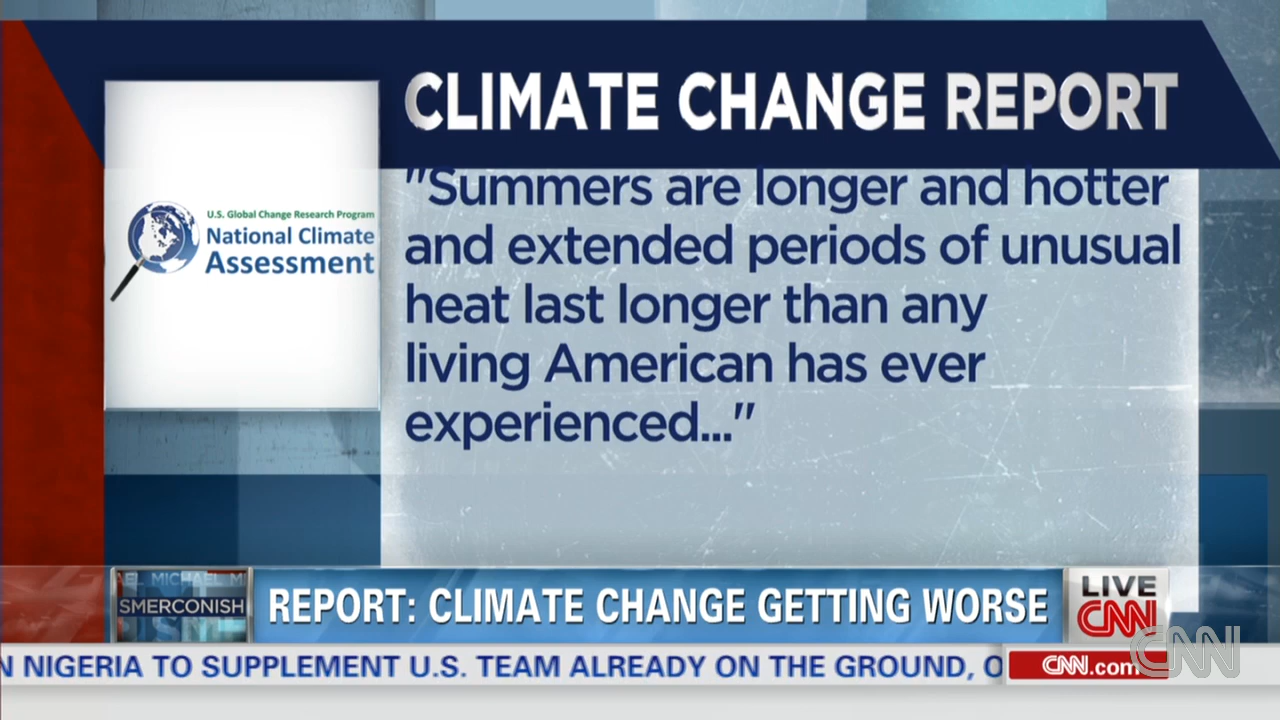 CLIMATE CHANGE REPORT
U.S. Global Change Research Program
National Climate
Assessment
"Summers are longer and hotter
and extended periods of unusual
heat last longer than any
living American has ever
experienced..."
AEL MICHAEL M
SMERCONISH
REPORT: CLIMATE CHANGE GETTING WORSE
LIVE
CNN
N NIGERIA TO SUPPLEMENT U.S. TEAM ALREADY ON THE GROUND, O
CNN.com
CNN